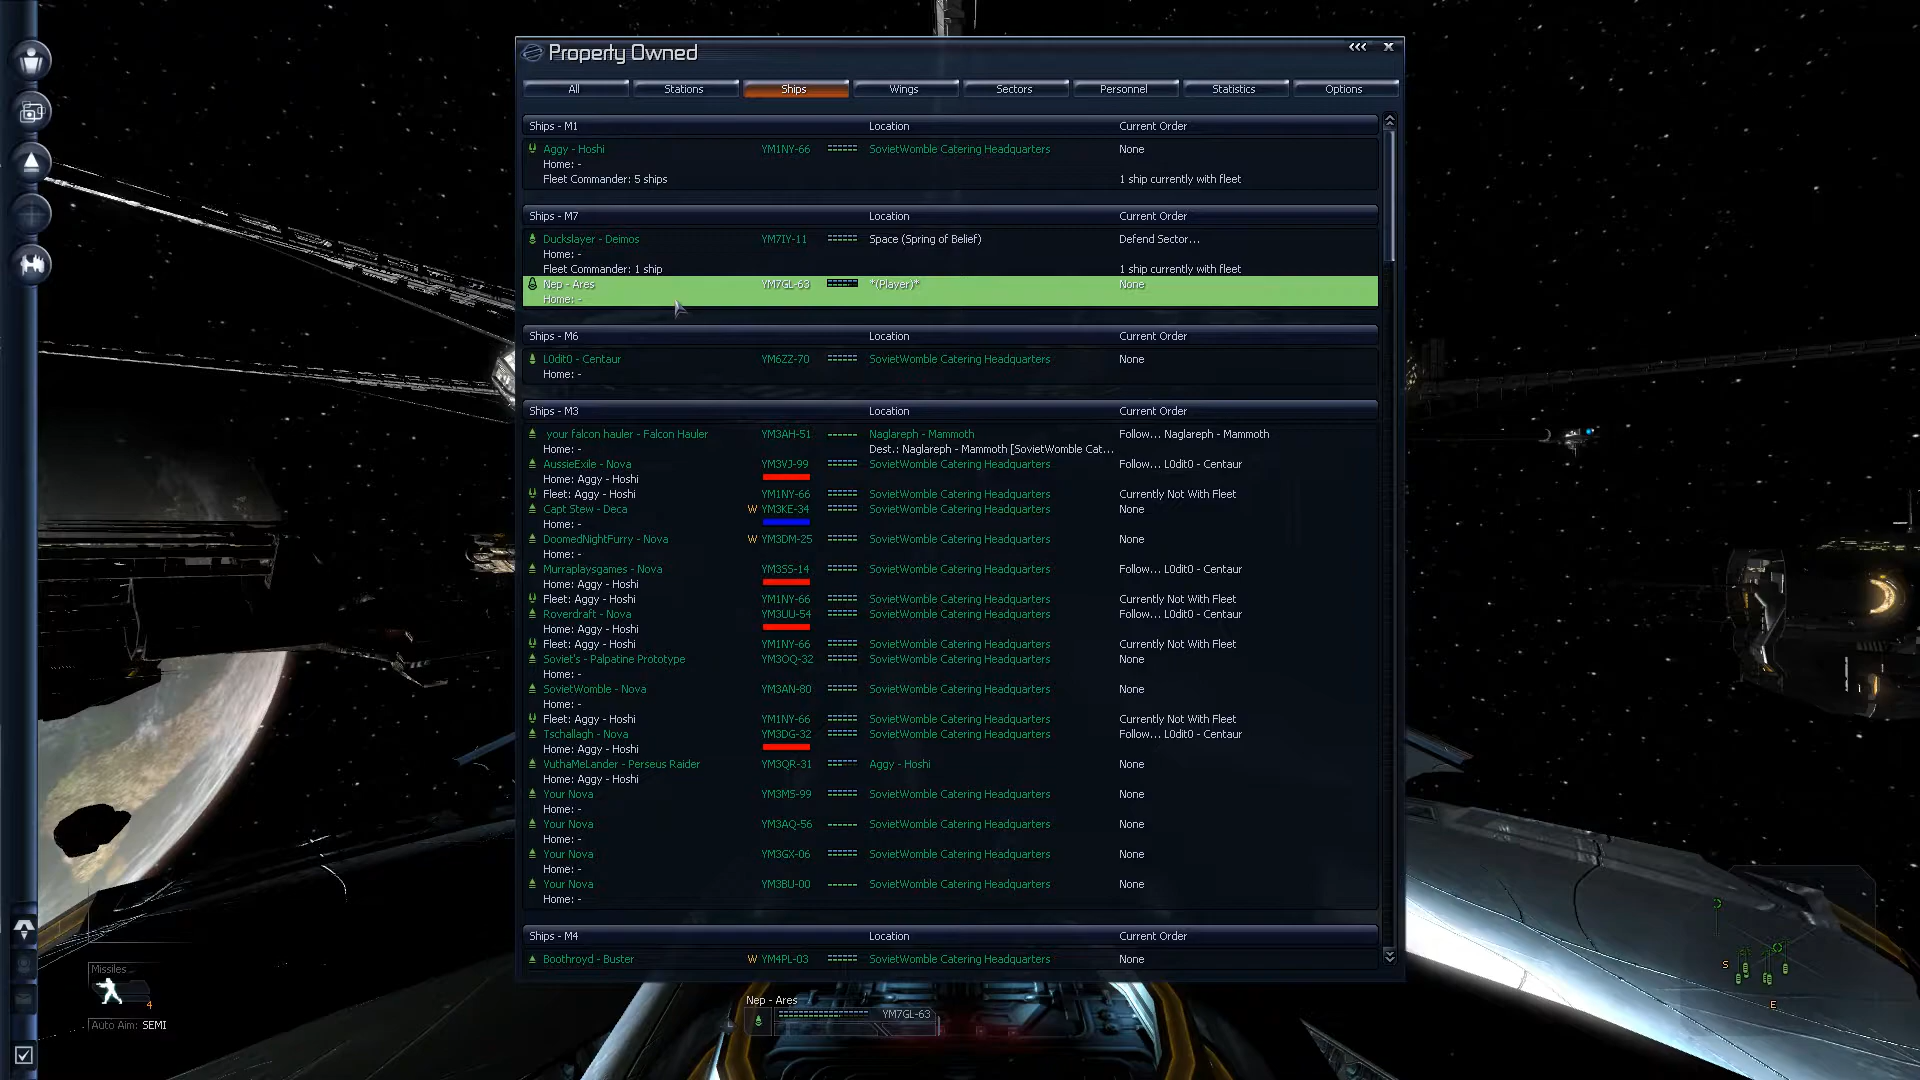 Property Owned
All Stations Ships Wings Sectors Personnel Statistics Options
Ships - M1 Location Current Order
Aggy - Hoshi YM1NY-66 SovietWomble Catering Headquarters None
Home: -
Fleet Commander: 5 ships 1 ship currently with fleet
Ships - M7 Location Current Order
Duckslayer - Deimos YM7IY-11 Space (Spring of Belief) Defend Sector...
Home: -
Fleet Commander: 1 ship 1 ship currently with fleet
Nep - Ares YM7GL-63 *(Player)* None
Home: -
Ships - M6 Location Current Order
L0dit0 - Centaur YM6ZZ-70 SovietWomble Catering Headquarters None
Home: -
Ships - M3 Location Current Order
your falcon hauler - Falcon Hauler YM3AH-51 Naglareph - Mammoth Follow... Naglareph - Mammoth
Home: - Dest.: Naglareph - Mammoth [SovietWomble Cat...
AussieExile - Nova YM3VJ-99 SovietWomble Catering Headquarters Follow... L0dit0 - Centaur
Home: Aggy - Hoshi
Fleet: Aggy - Hoshi YM1NY-66 SovietWomble Catering Headquarters Currently Not With Fleet
Capt Stew - Deca W YM3KE-34 SovietWomble Catering Headquarters None
Home: -
DoomedNightFurry - Nova W YM3DM-25 SovietWomble Catering Headquarters None
Home: -
Murraplaysgames - Nova YM3SS-14 SovietWomble Catering Headquarters Follow... L0dit0 - Centaur
Home: Aggy - Hoshi
Fleet: Aggy - Hoshi YM1NY-66 SovietWomble Catering Headquarters Currently Not With Fleet
Roverdraft - Nova YM3UU-54 SovietWomble Catering Headquarters Follow... L0dit0 - Centaur
Home: Aggy - Hoshi
Fleet: Aggy - Hoshi YM1NY-66 SovietWomble Catering Headquarters Currently Not With Fleet
Soviet's - Palpatine Prototype YM3OQ-32 SovietWomble Catering Headquarters None
Home: -
SovietWomble - Nova YM3AN-80 SovietWomble Catering Headquarters None
Home: -
Fleet: Aggy - Hoshi YM1NY-66 SovietWomble Catering Headquarters Currently Not With Fleet
Tschallagh - Nova YM3DG-32 SovietWomble Catering Headquarters Follow... L0dit0 - Centaur
Home: Aggy - Hoshi
VuthaMeLander - Perseus Raider YM3QR-31 Aggy - Hoshi None
Home: Aggy - Hoshi
Your Nova YM3MS-99 SovietWomble Catering Headquarters None
Home: -
Your Nova YM3AQ-56 SovietWomble Catering Headquarters None
Home: -
Your Nova YM3GX-06 SovietWomble Catering Headquarters None
Home: -
Your Nova YM3BU-00 SovietWomble Catering Headquarters None
Home: -
Ships - M4 Location Current Order
Boothroyd - Buster W YM4PL-03 SovietWomble Catering Headquarters None
Missiles
4
Auto Aim: SEMI
Nep - Ares
YM7GL-63
S
E